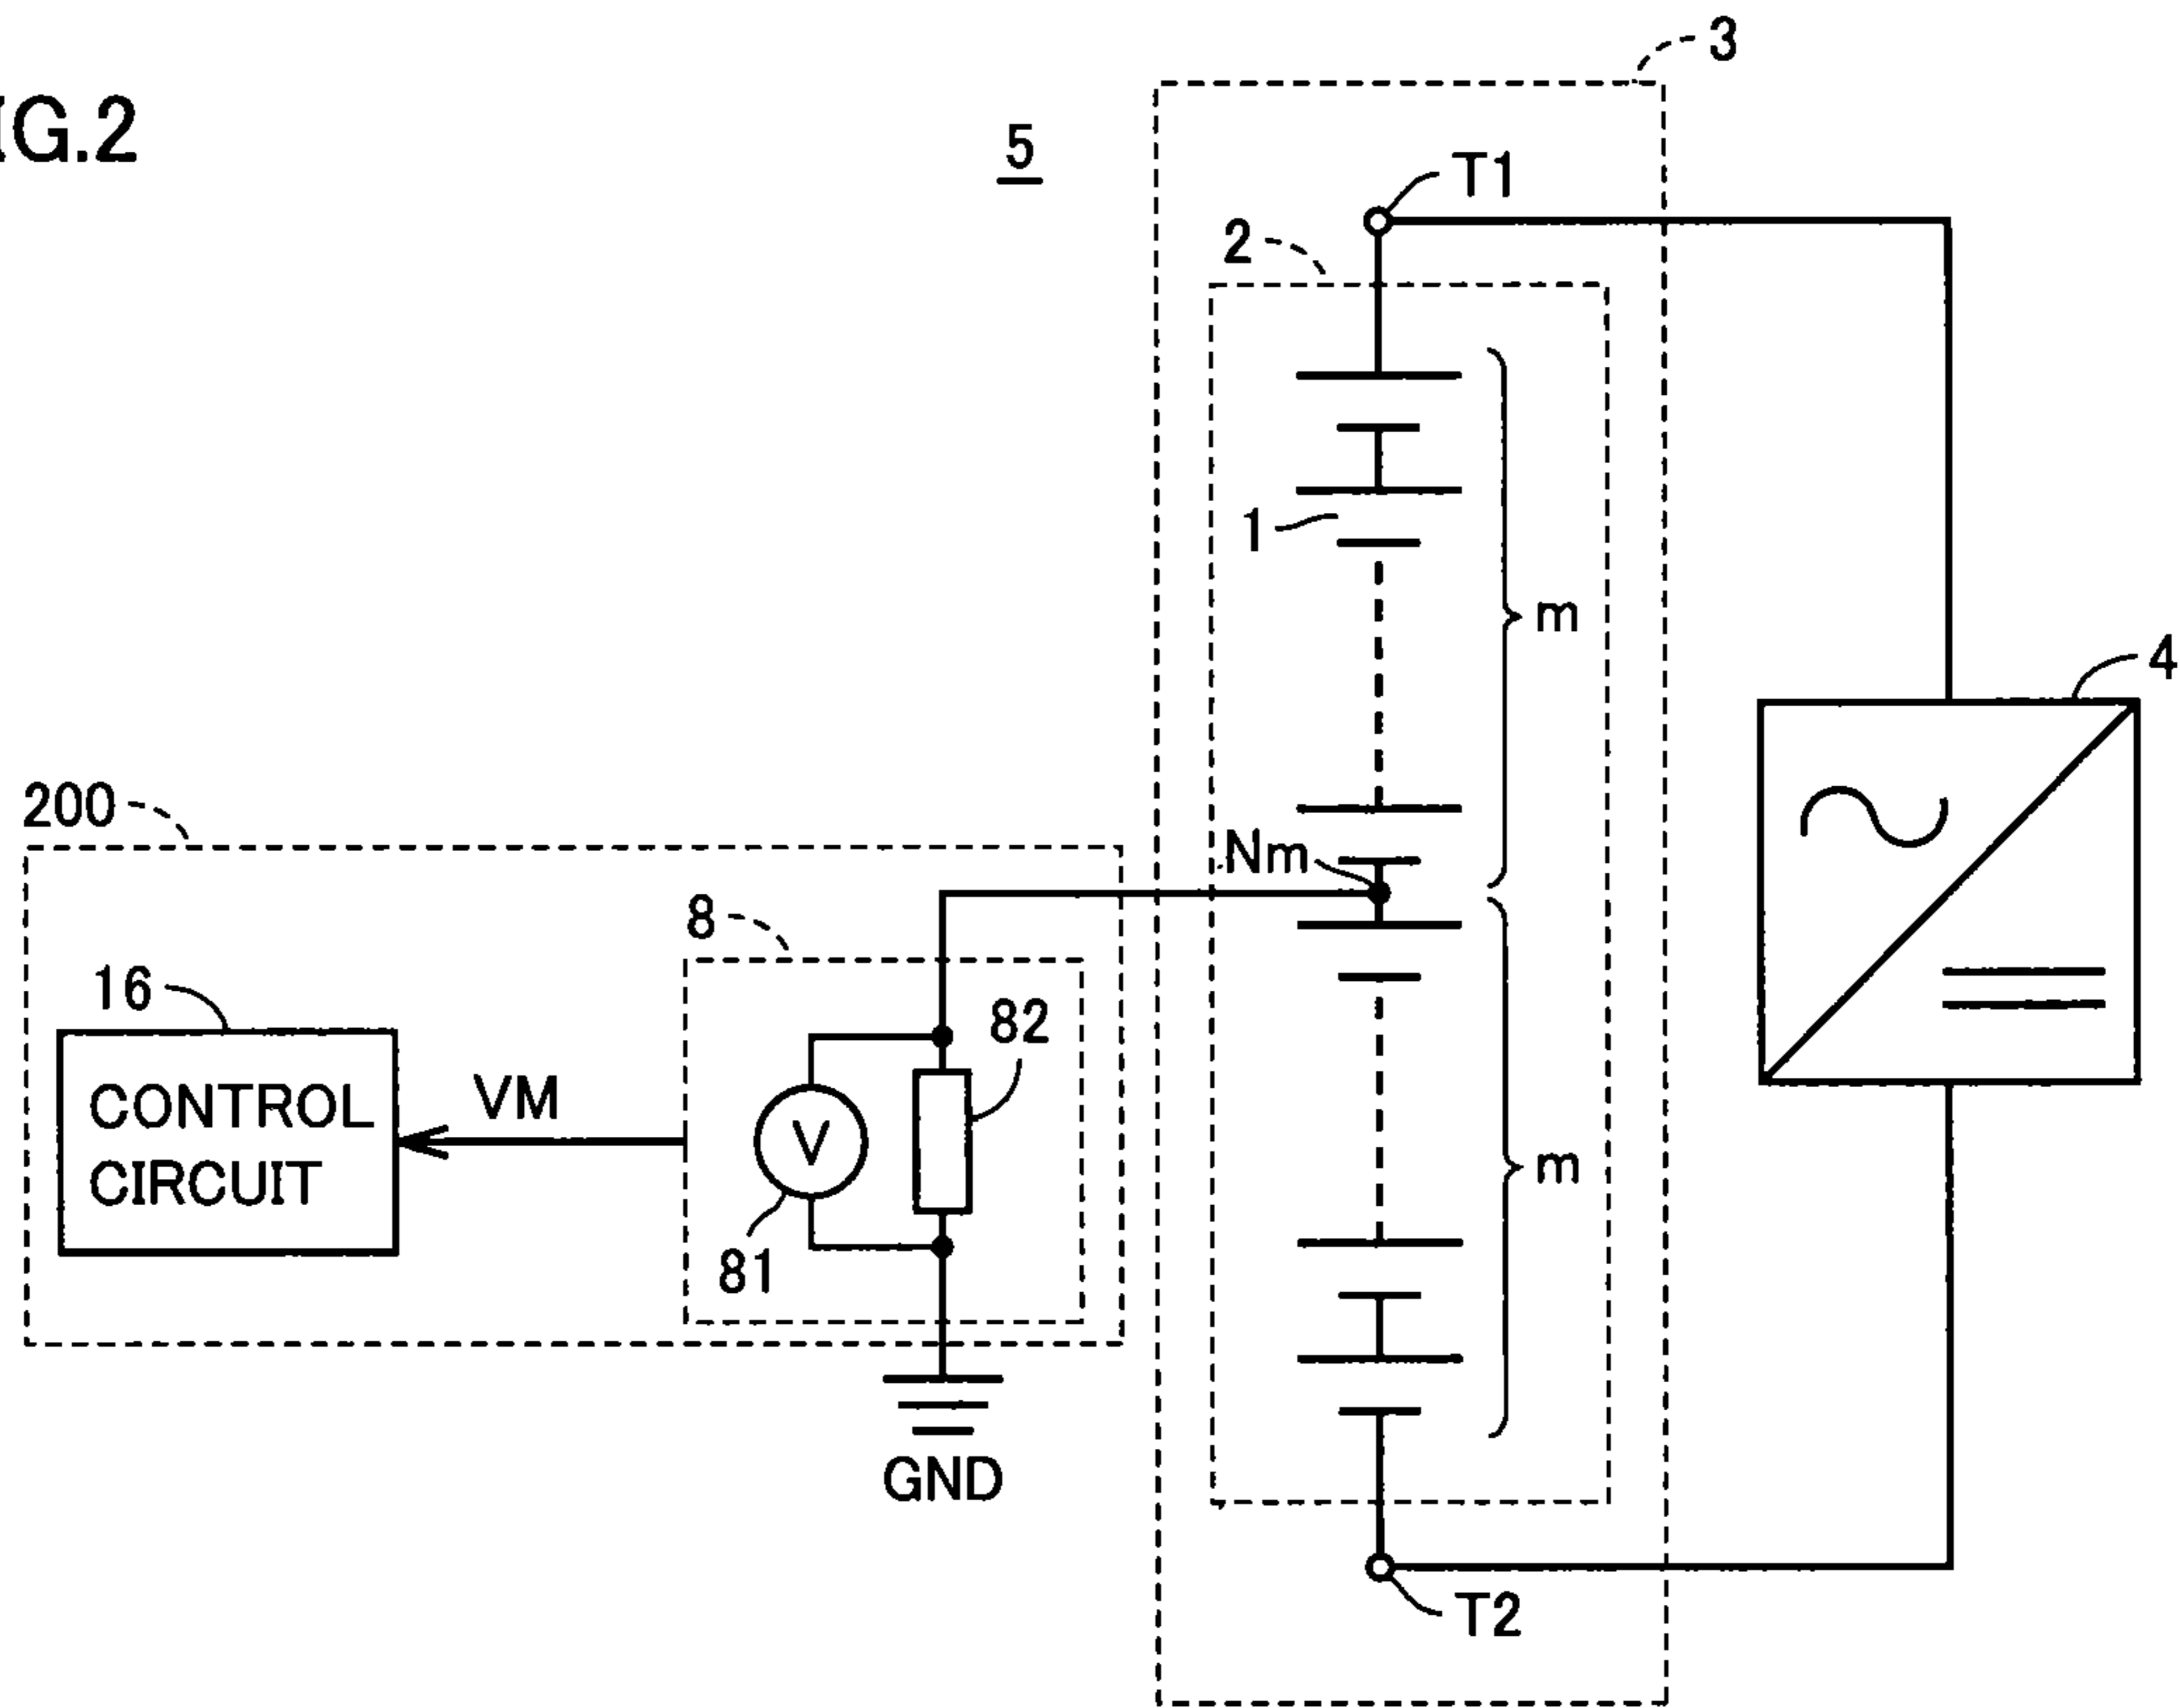 IG.2
5
3
T1
2
1
m
4
200
Nm
8
16
82
CONTROL
CIRCUIT
VM
V
m
81
GND
T2